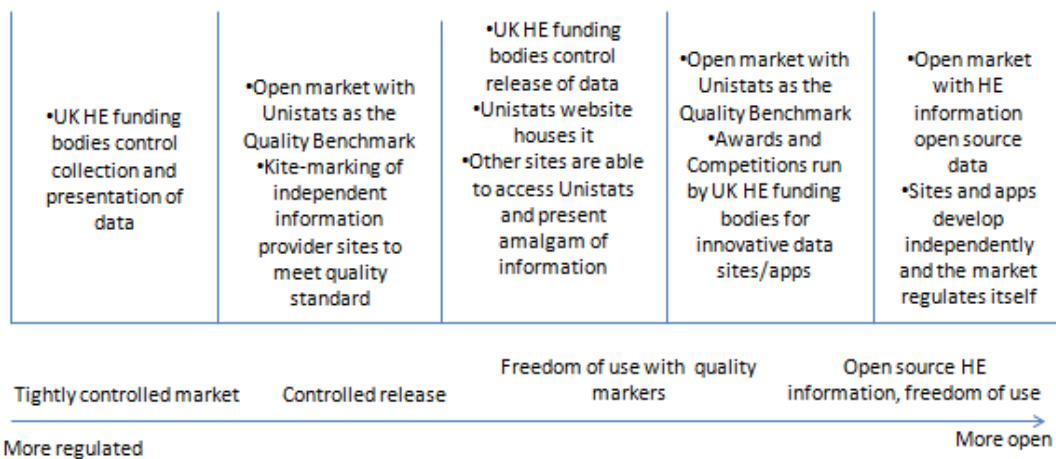 •UK HE funding
bodies control
collection and
presentation of
data
•Open market with
Unistats as the
Quality Benchmark
•Kite-marking of
independent
information
provider sites to
meet quality
standard
•UK HE funding
bodies control
release of data
•Unistats website
houses it
•Other sites are able
to access Unistats
and present
amalgam of
information
•Open market with
Unistats as the
Quality Benchmark
•Awards and
Competitions run
by UK HE funding
bodies for
innovative data
sites/apps
•Open market
with HE
information
open source
data
•Sites and apps
develop
independently
and the market
regulates itself
Tightly controlled market
Controlled release
Freedom of use with quality
markers
Open source HE
information, freedom of use
More regulated
More open